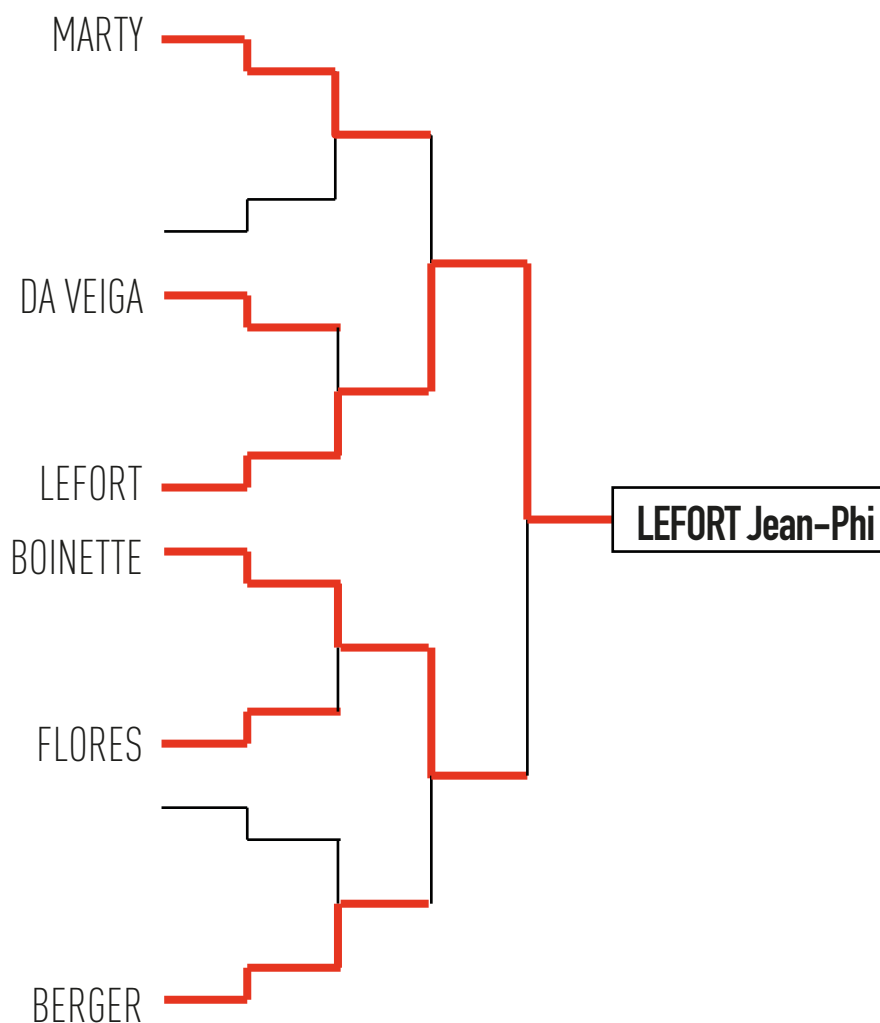 MARTY
DA VEIGA
LEFORT
LEFORT Jean-Phi
BOINETTE
FLORES
BERGER